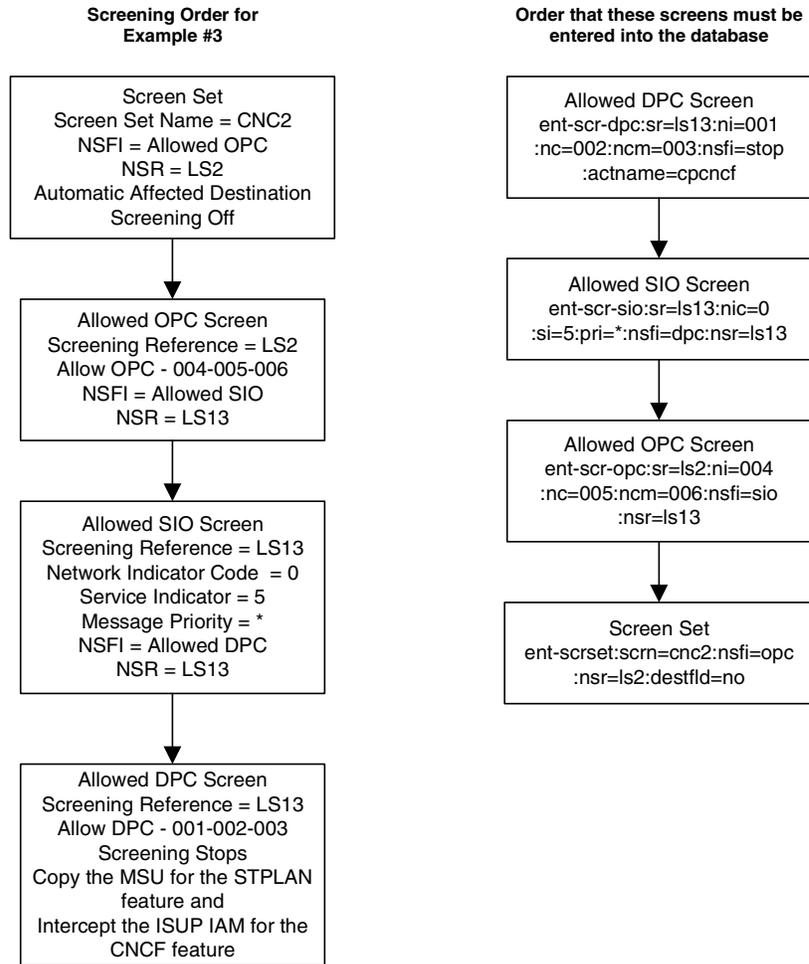 Screening Order for
Example #3
Screen Set
Screen Set Name = CNC2
NSFI = Allowed OPC
NSR = LS2
Automatic Affected Destination
Screening Off
Allowed OPC Screen
Screening Reference = LS2
Allow OPC - 004-005-006
NSFI = Allowed SIO
NSR = LS13
Allowed SIO Screen
Screening Reference = LS13
Network Indicator Code = 0
Service Indicator = 5
Message Priority = *
NSFI = Allowed DPC
NSR = LS13
Allowed DPC Screen
Screening Reference = LS13
Allow DPC - 001-002-003
Screening Stops
Copy the MSU for the STPLAN
feature and
Intercept the ISUP IAM for the
CNCF feature
Order that these screens must be
entered into the database
Allowed DPC Screen
ent-scr-dpc:sr=ls13:ni=001
:nc=002:ncm=003:nsfi=stop
:actname=cpcncf
Allowed SIO Screen
ent-scr-sio:sr=ls13:nic=0
:si=5:pri=*:nsfi=dpc:nsr=ls13
Allowed OPC Screen
ent-scr-opc:sr=ls2:ni=004
:nc=005:ncm=006:nsfi=sio
:nsr=ls13
Screen Set
ent-scrset:scrn=cnc2:nsfi=opc
:nsr=ls2:destfld=no